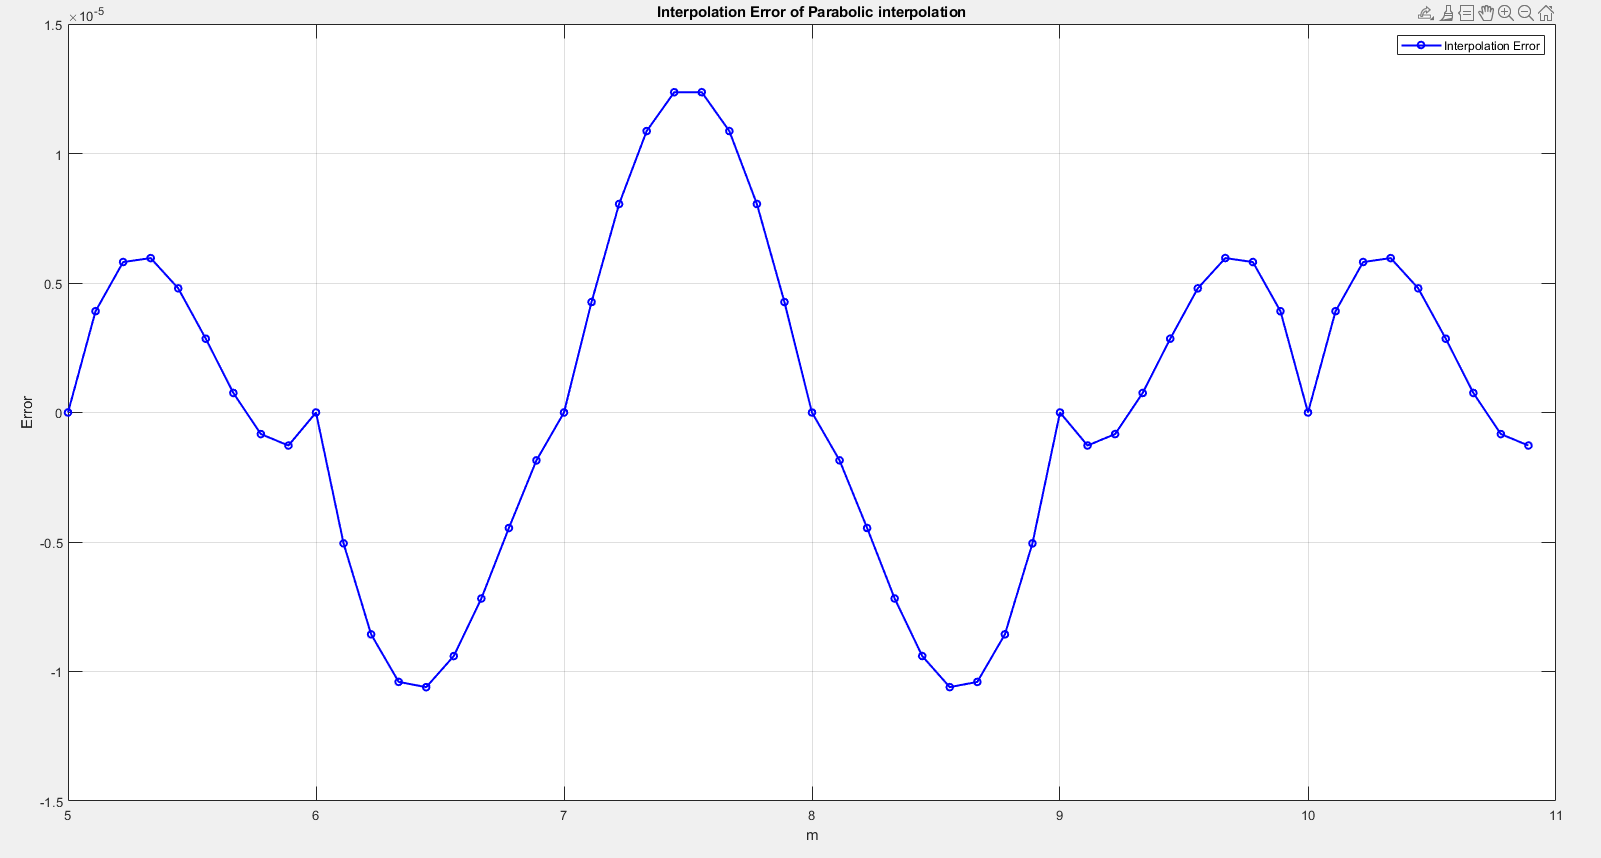 Interpolation Error of Parabolic interpolation
×10-5
Interpolation Error
1.5
1
0.5
0
-0.5
-1
-1.5
Error
5 6 7 8 9 10 11
m